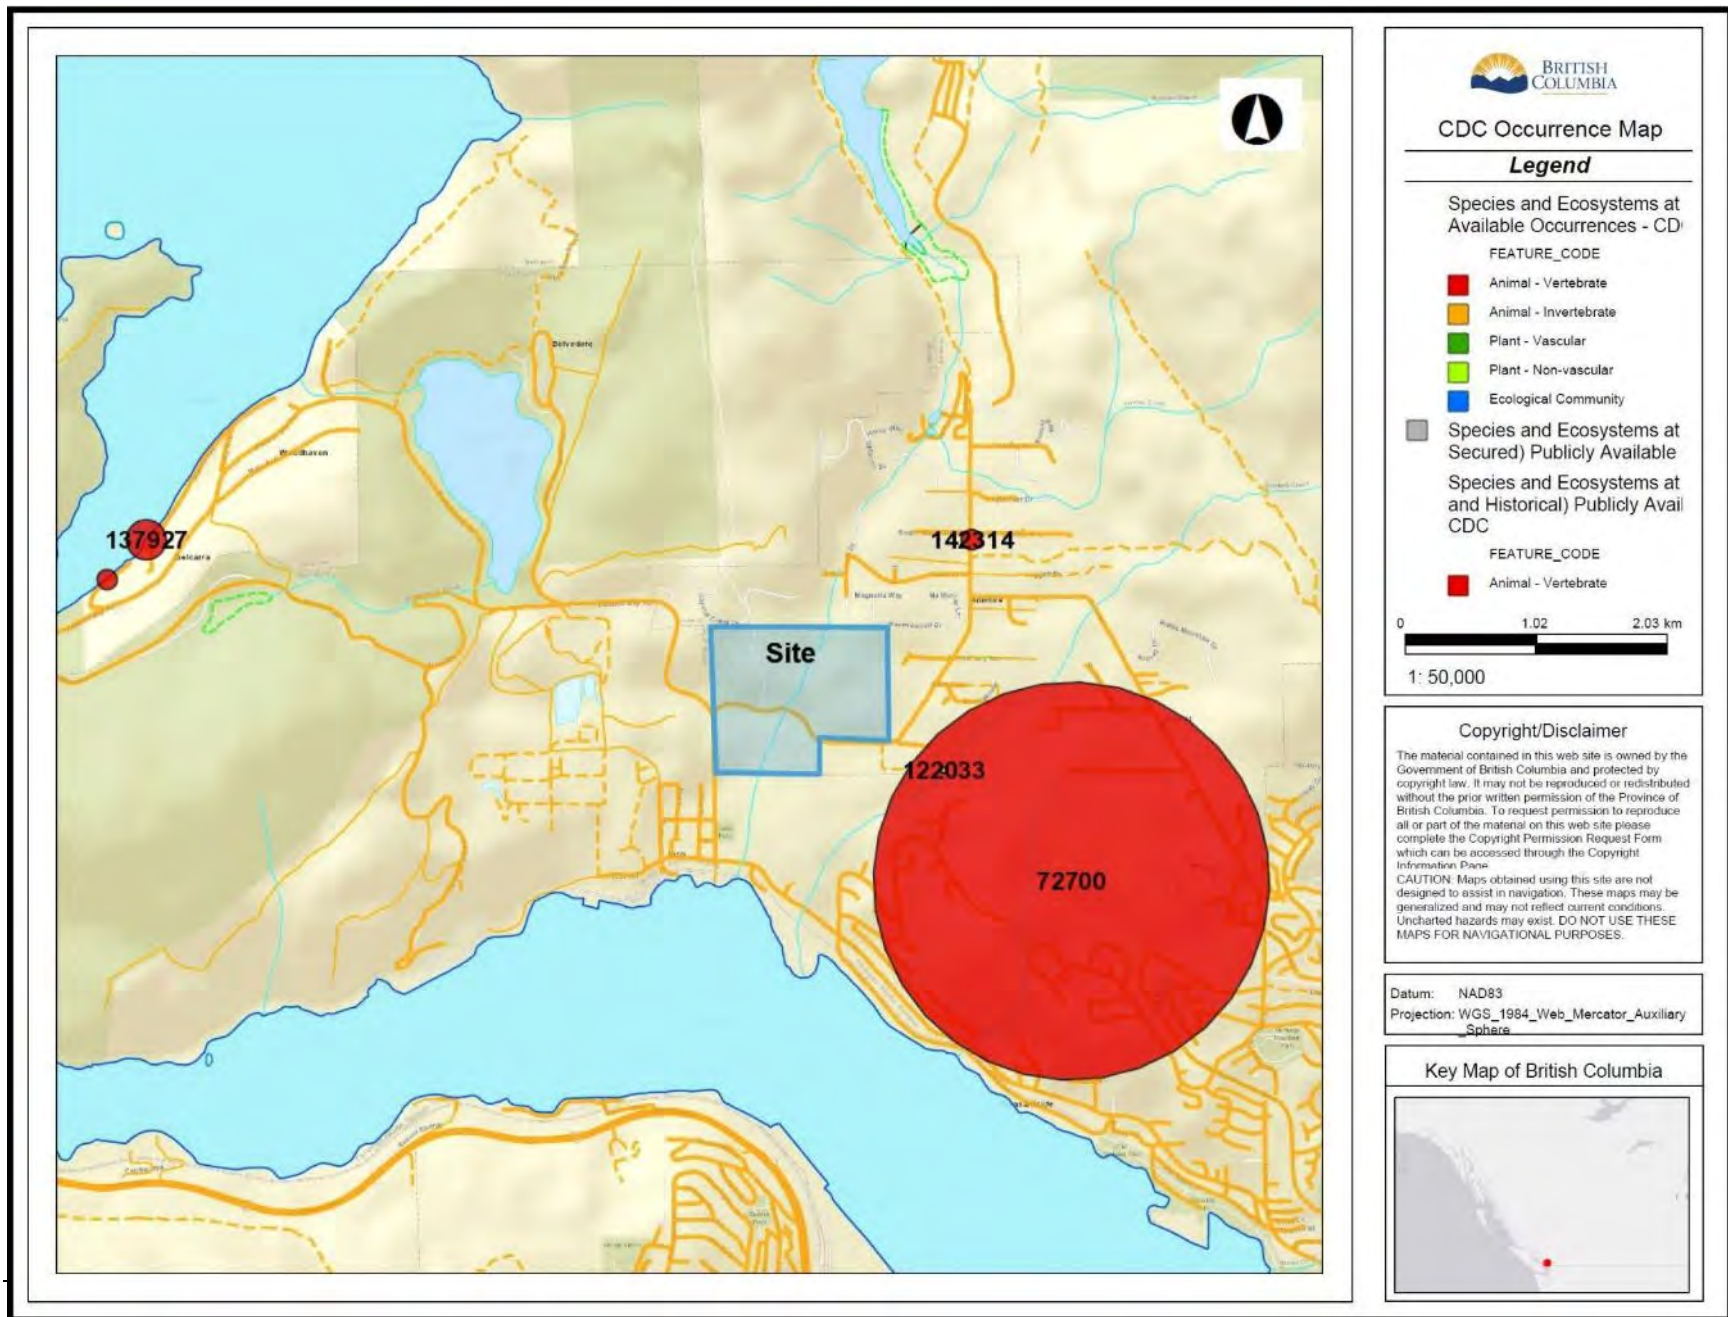 BRITISH
COLUMBIA
CDC Occurrence Map
Legend
Species and Ecosystems at
Available Occurrences - CD
FEATURE_CODE
Animal - Vertebrate
Animal - Invertebrate
Plant - Vascular
Plant - Non-vascular
Ecological Community
Species and Ecosystems at
Secured) Publicly Available
Species and Ecosystems at
and Historical) Publicly Avail
CDC
FEATURE_CODE
Animal - Vertebrate
0 1.02 2.03 km
1: 50,000
Copyright/Disclaimer
The material contained in this web site is owned by the
Government of British Columbia and protected by
copyright law. It may not be reproduced or redistributed
without the prior written permission of the Province of
British Columbia. To request permission to reproduce
all or part of the material on this web site please
complete the Copyright Permission Request Form
which can be accessed through the Copyright
Information Page.
CAUTION: Maps obtained using this site are not
designed to assist in navigation. These maps may be
generalized and may not reflect current conditions.
Uncharted hazards may exist. DO NOT USE THESE
MAPS FOR NAVIGATIONAL PURPOSES.
Datum: NAD83
Projection: WGS_1984_Web_Mercator_Auxiliary
_Sphere
Key Map of British Columbia
Belvedere
Woodhaven
137927
Belcarra
142314
Magnolia Way
Site
122033
72700